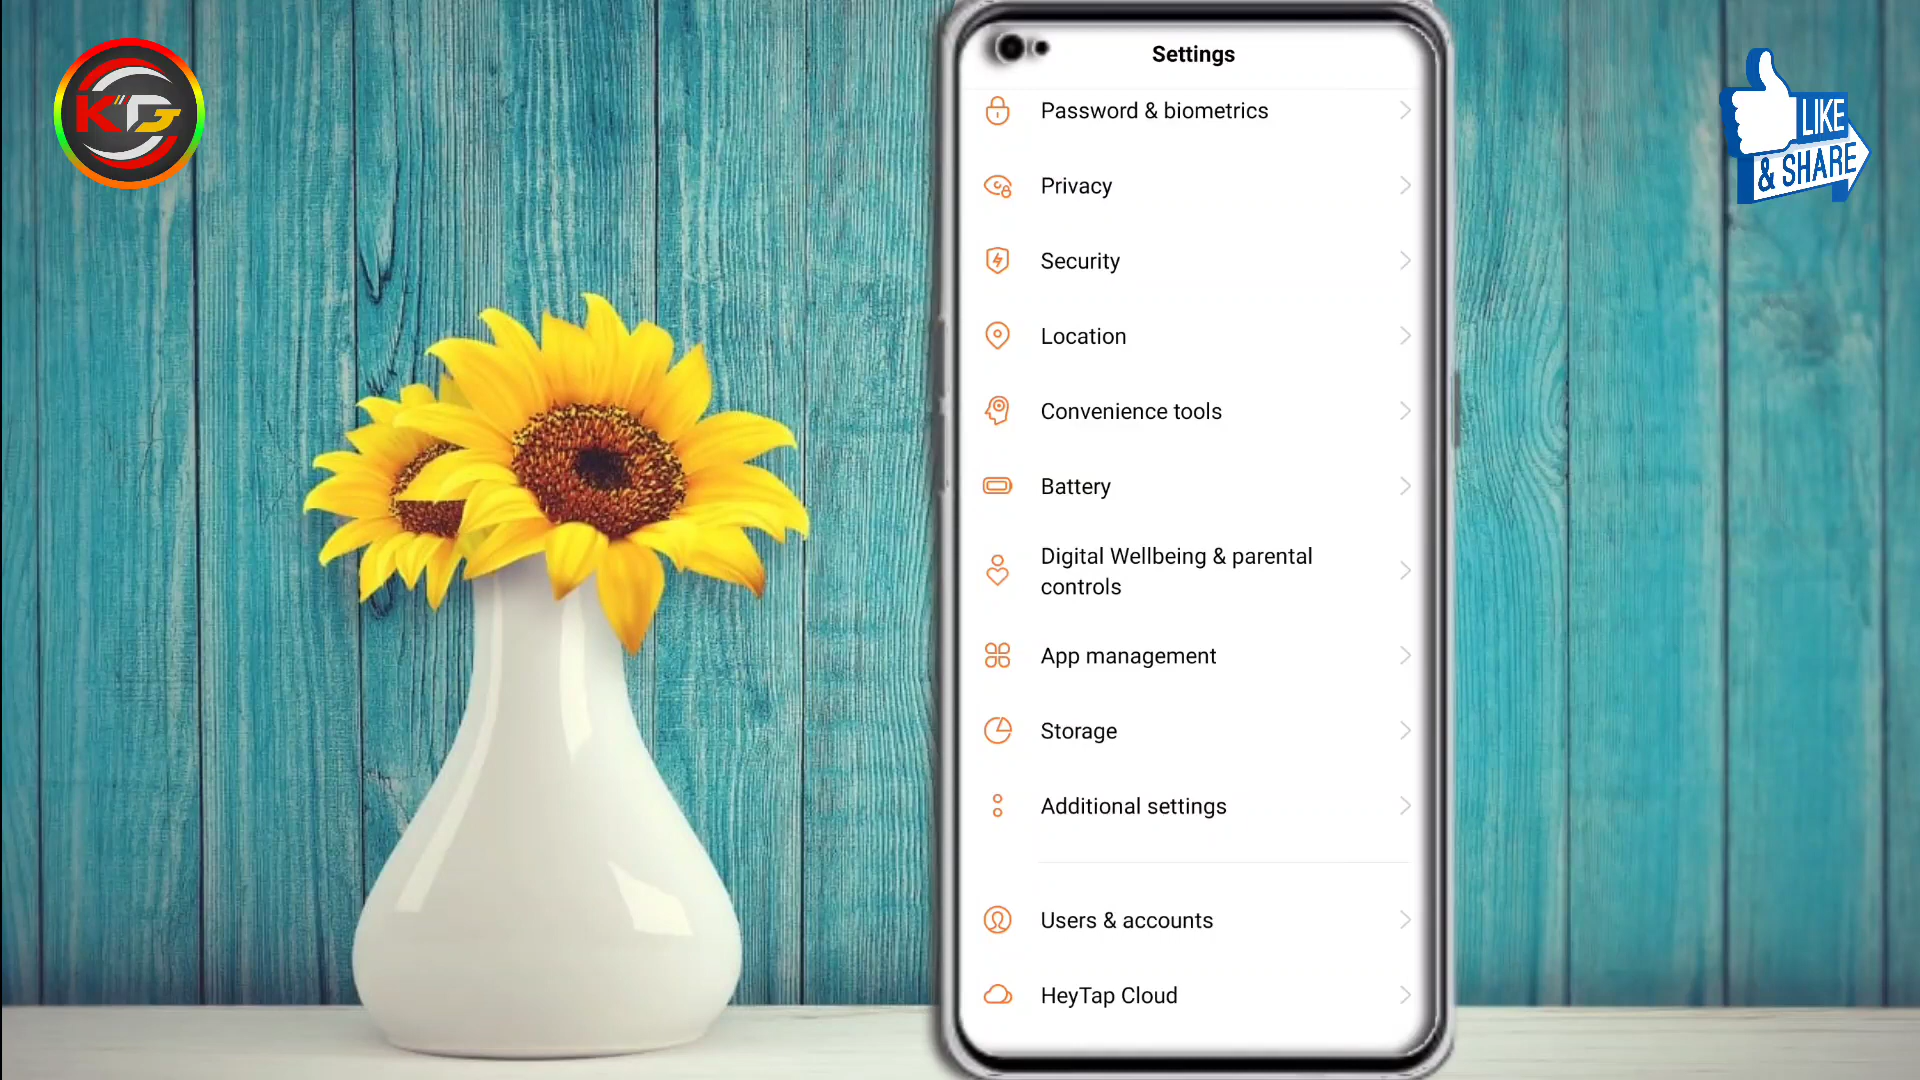 KTG
LIKE
& SHARE
Settings
Password & biometrics
Privacy
Security
Location
Convenience tools
Battery
Digital Wellbeing & parental
controls
App management
Storage
Additional settings
Users & accounts
HeyTap Cloud